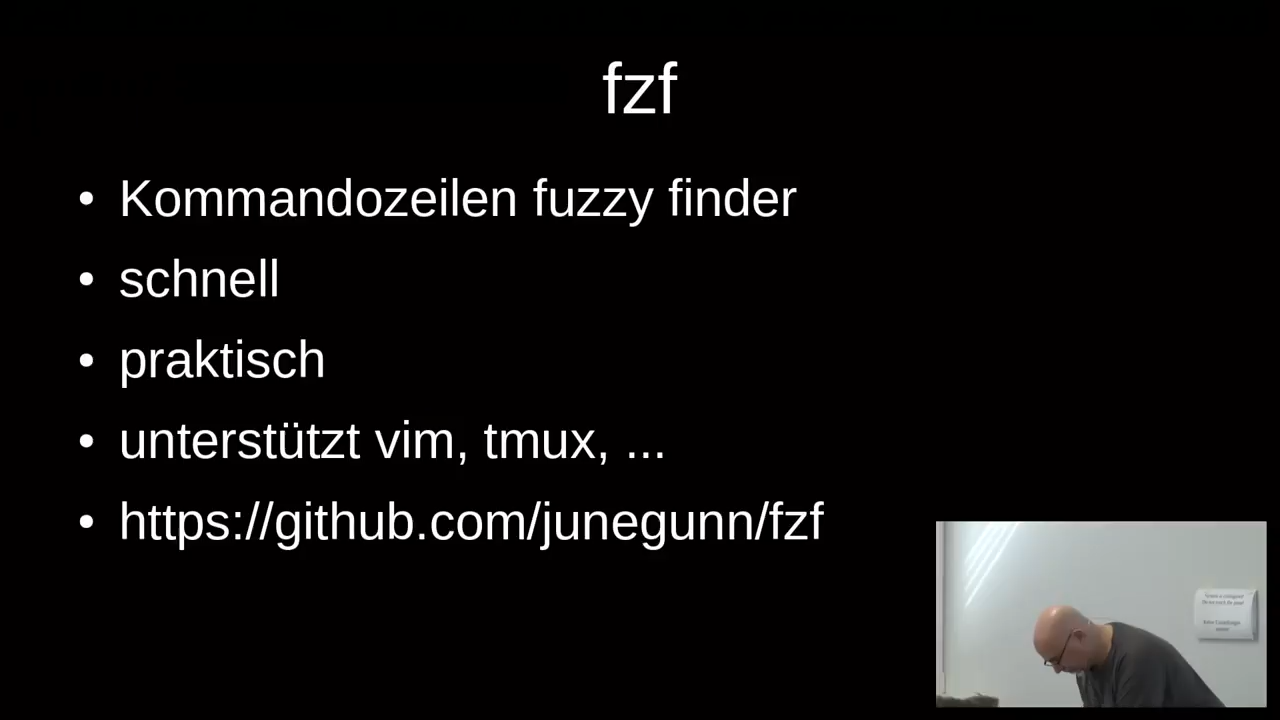 fzf
Kommandozeilen fuzzy finder
schnell
praktisch
unterstützt vim, tmux, ...
https://github.com/junegunn/fzf